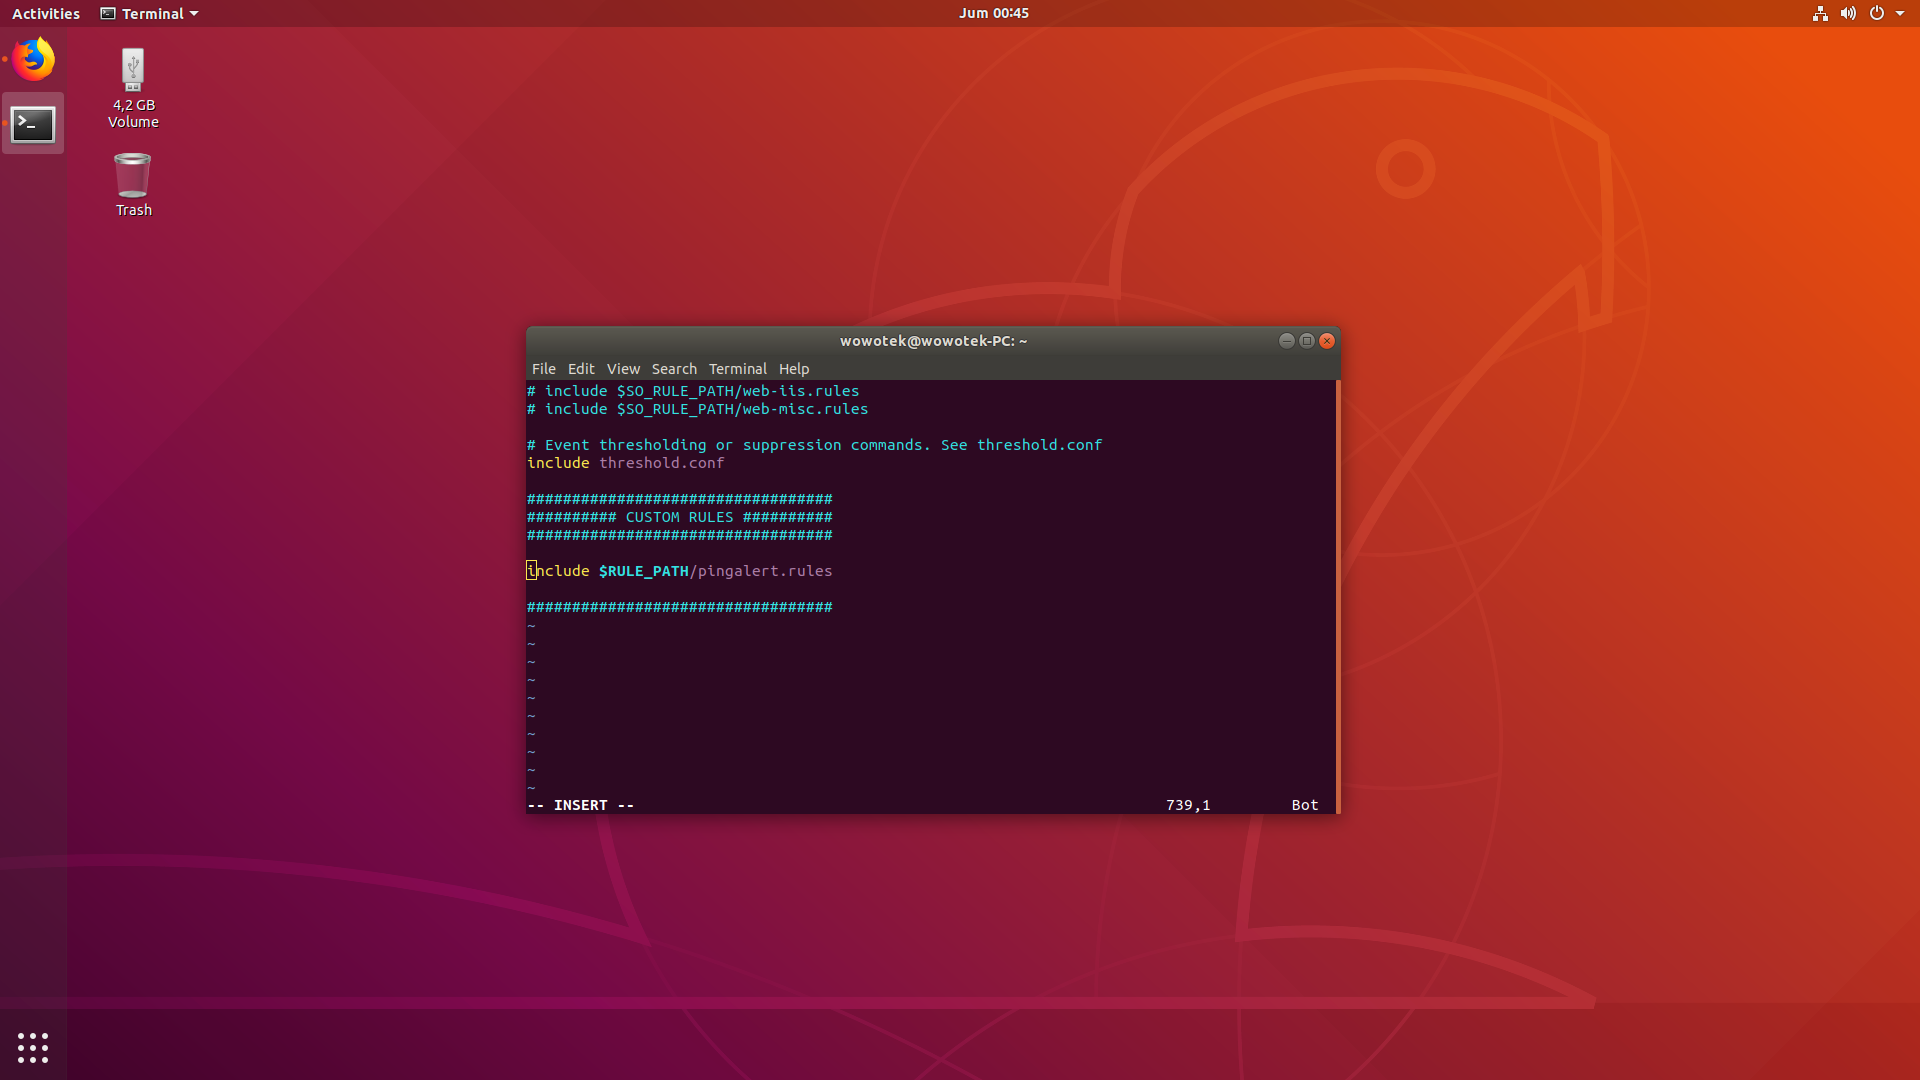 Activities Terminal Jum 00:45
4,2 GB
Volume
Trash
wowotek@wowotek-PC: ~
File Edit View Search Terminal Help
# include $SO_RULE_PATH/web-iis.rules
# include $SO_RULE_PATH/web-misc.rules
# Event thresholding or suppression commands. See threshold.conf
include threshold.conf
##################################
########## CUSTOM RULES ##########
##################################
include $RULE_PATH/pingalert.rules
##################################
~
~
~
~
~
~
~
~
~
~
-- INSERT -- 739,1 Bot